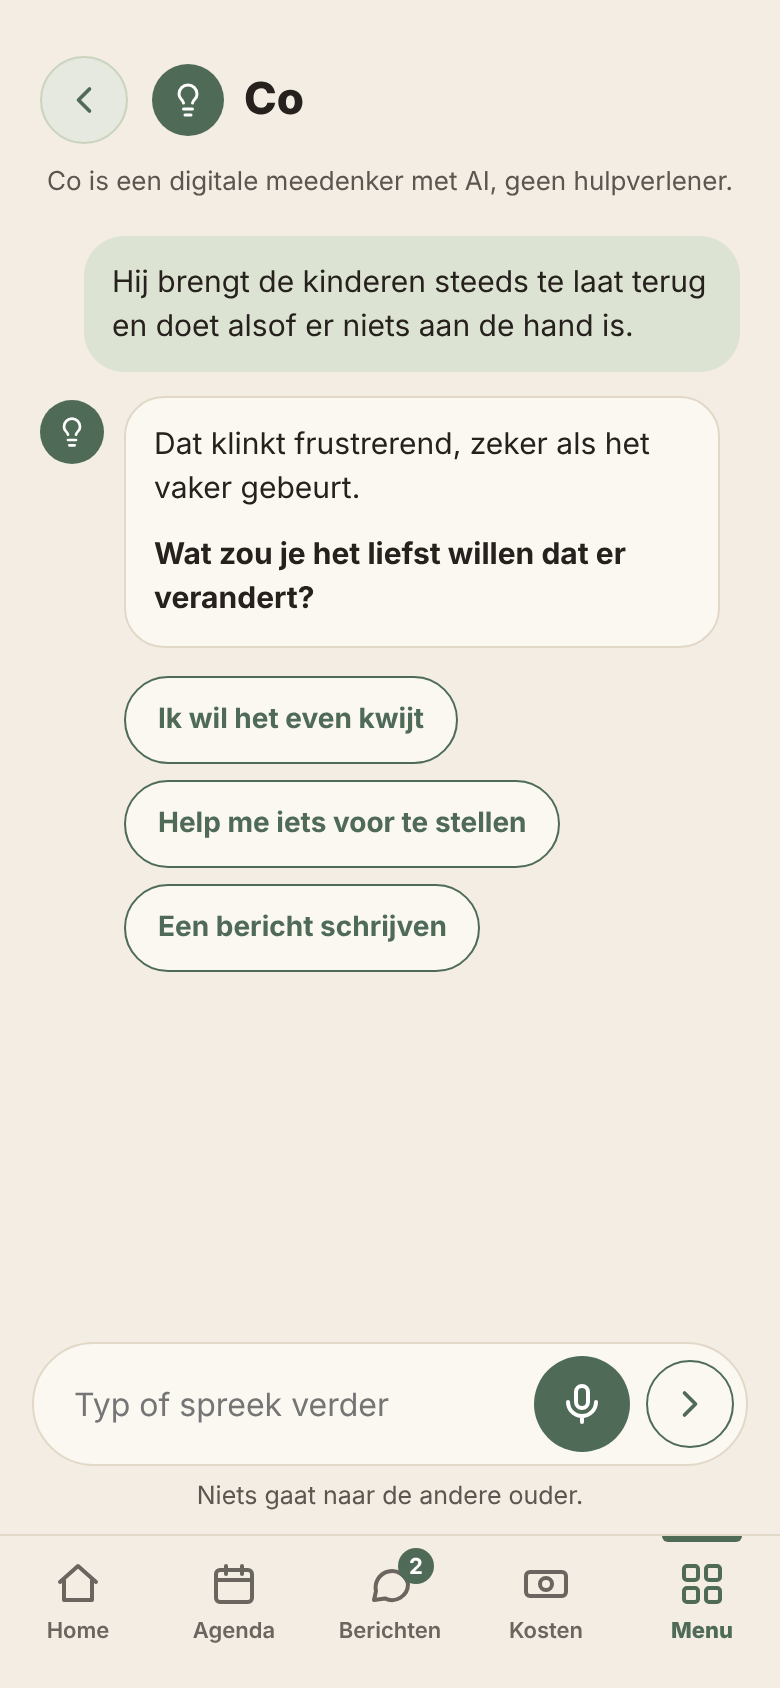 Co
Co is een digitale meedenker met AI, geen hulpverlener.
Hij brengt de kinderen steeds te laat terug
en doet alsof er niets aan de hand is.
Dat klinkt frustrerend, zeker als het
vaker gebeurt.
Wat zou je het liefst willen dat er
verandert?
Ik wil het even kwijt
Help me iets voor te stellen
Een bericht schrijven
Typ of spreek verder
Niets gaat naar de andere ouder.
2
Home Agenda Berichten Kosten Menu